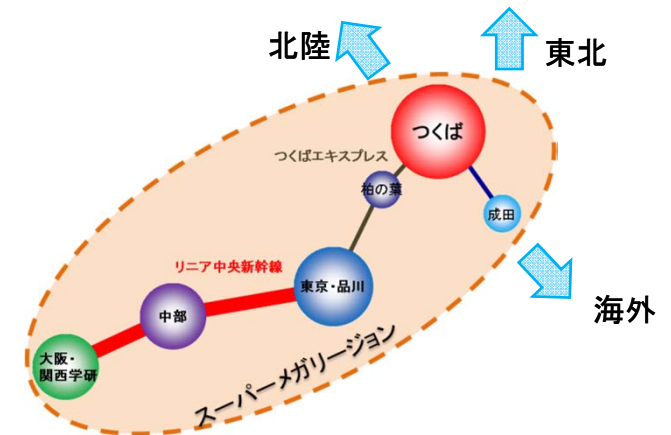 北陸
東北
つくば
つくばエキスプレス
柏の葉
成田
リニア中央新幹線
東京・品川
海外
中部
大阪・
関西学研
スーパーメガリージョン